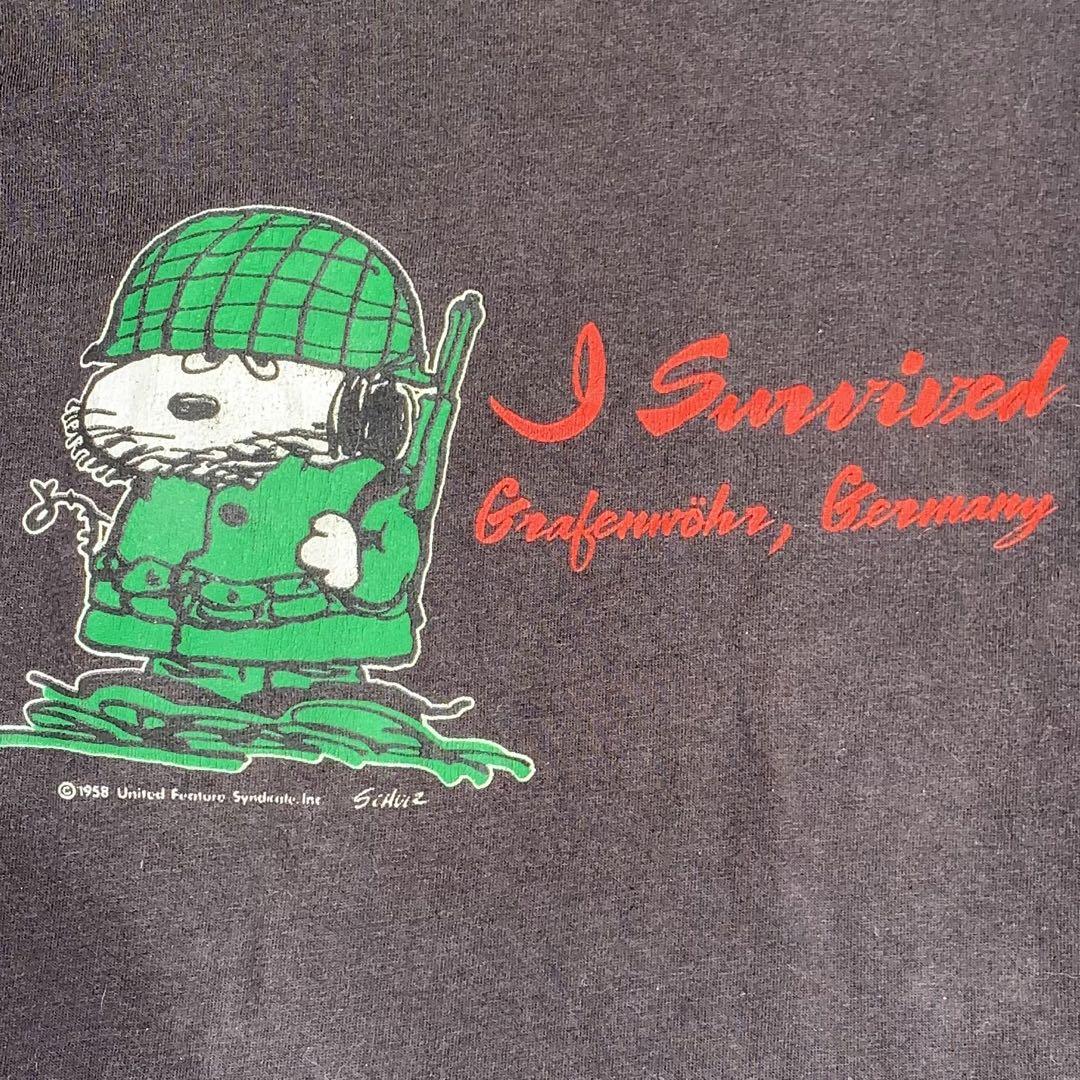 I Survived
Grafenwöhr, Germany
©1958 United Feature Syndicate, Inc. Schulz